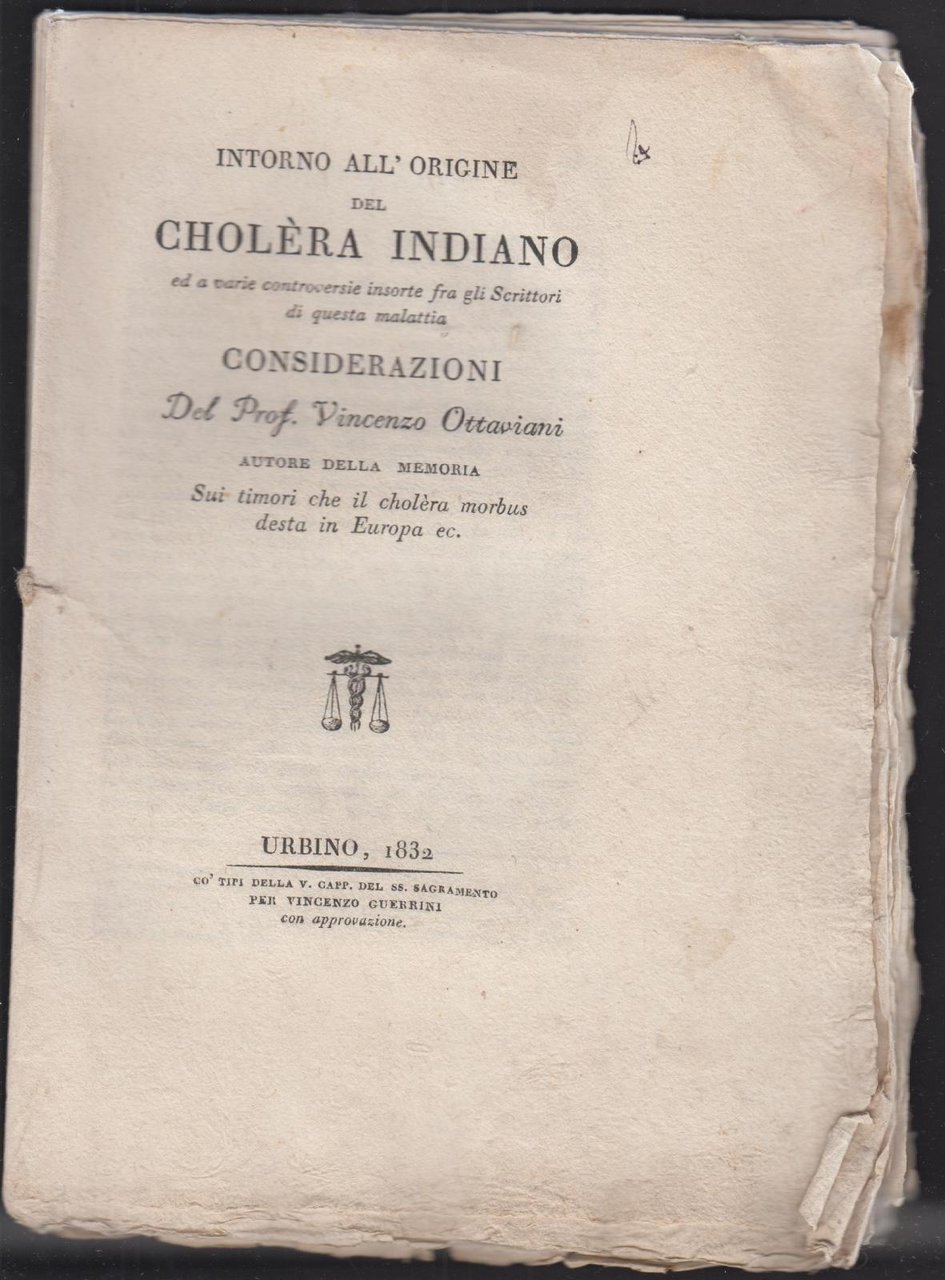 INTORNO ALL' ORIGINE
DEL
CHOLÈRA INDIANO
ed a varie controversie insorte fra gli Scrittori
di questa malattia
CONSIDERAZIONI
Del Prof. Vincenzo Ottaviani
AUTORE DELLA MEMORIA
Sui timori che il cholèra morbus
desta in Europa ec.
URBINO, 1832
CO' TIPI DELLA V. CAPP. DEL SS. SAGRAMENTO
PER VINCENZO GUERRINI
con approvazione.